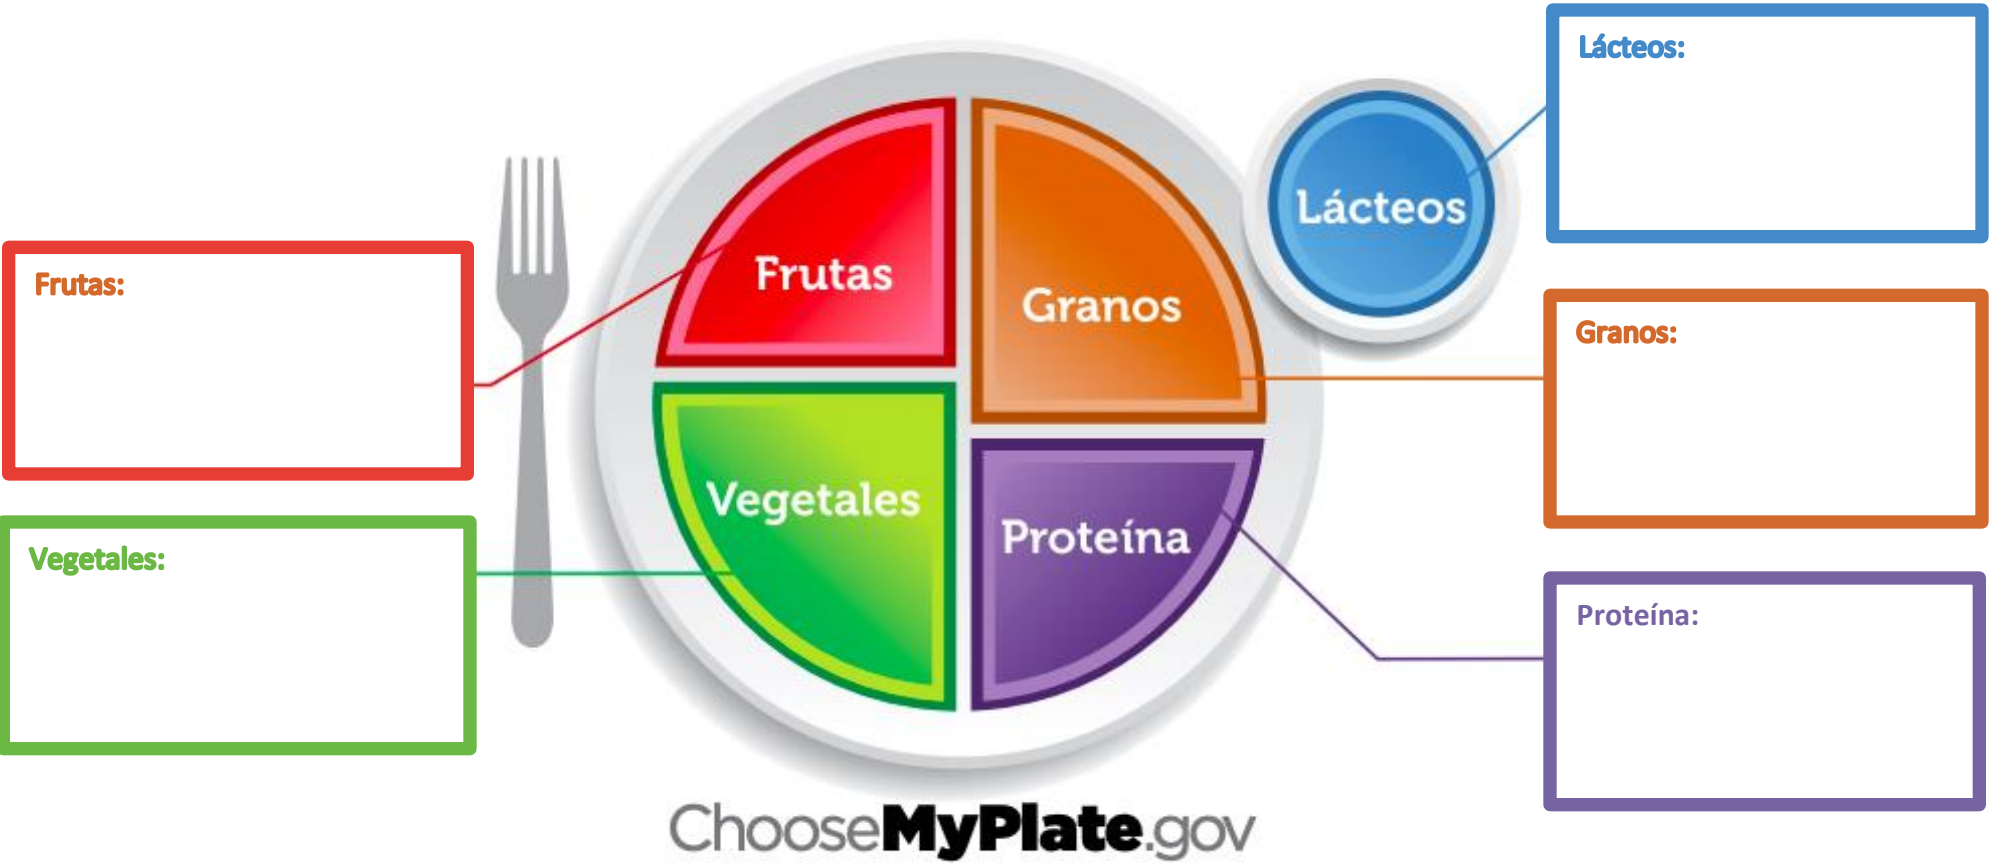 Lácteos:
Lácteos
Frutas:
Frutas
Granos
Granos:
Vegetales:
Vegetales
Proteína
Proteína:
ChooseMyPlate.gov